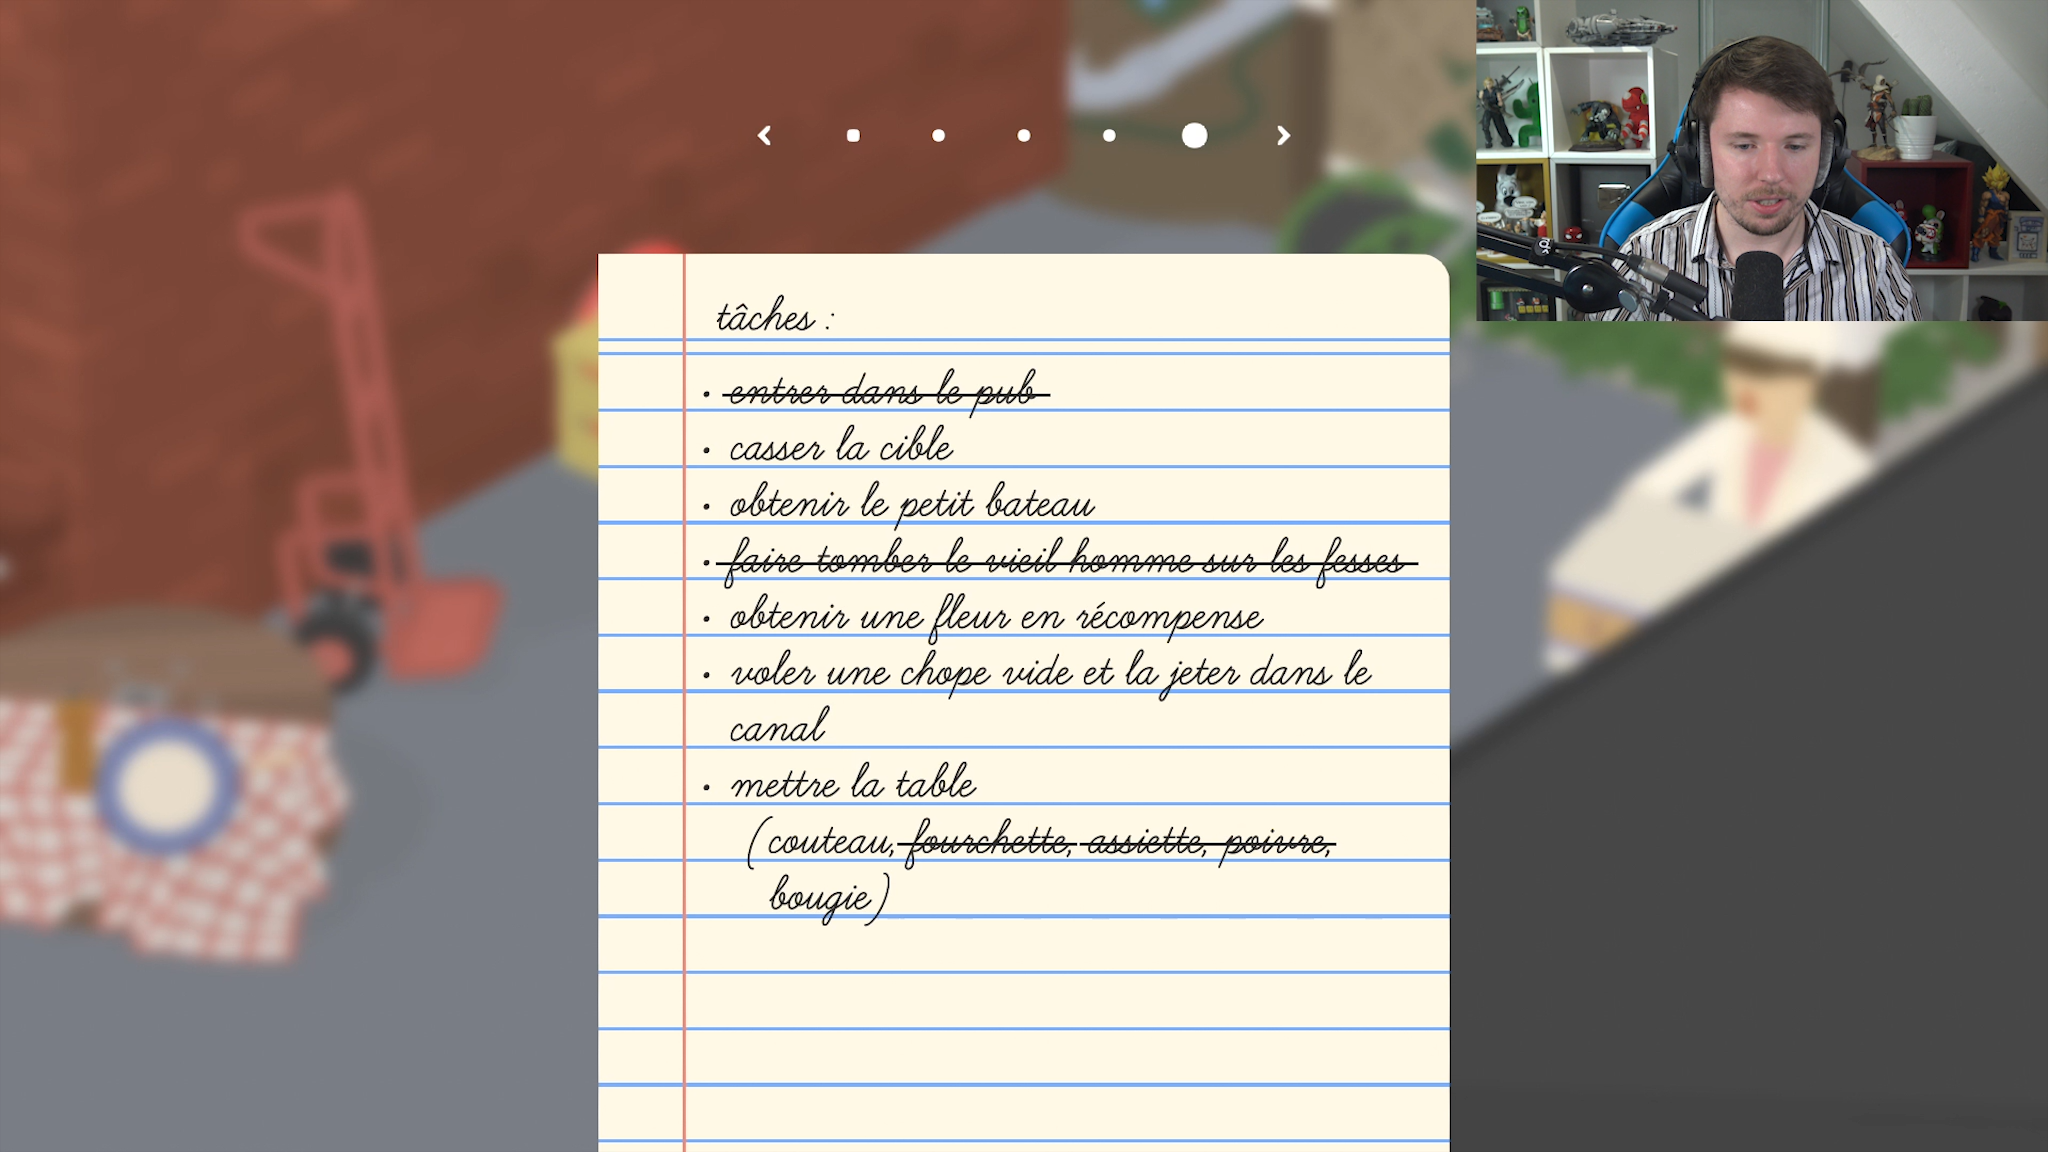 tâches :
• entrer dans le pub
• casser la cible
• obtenir le petit bateau
• faire tomber le vieil homme sur les fesses
• obtenir une fleur en récompense
• voler une chope vide et la jeter dans le
canal
• mettre la table
(couteau, fourchette, assiette, poivre,
bougie)